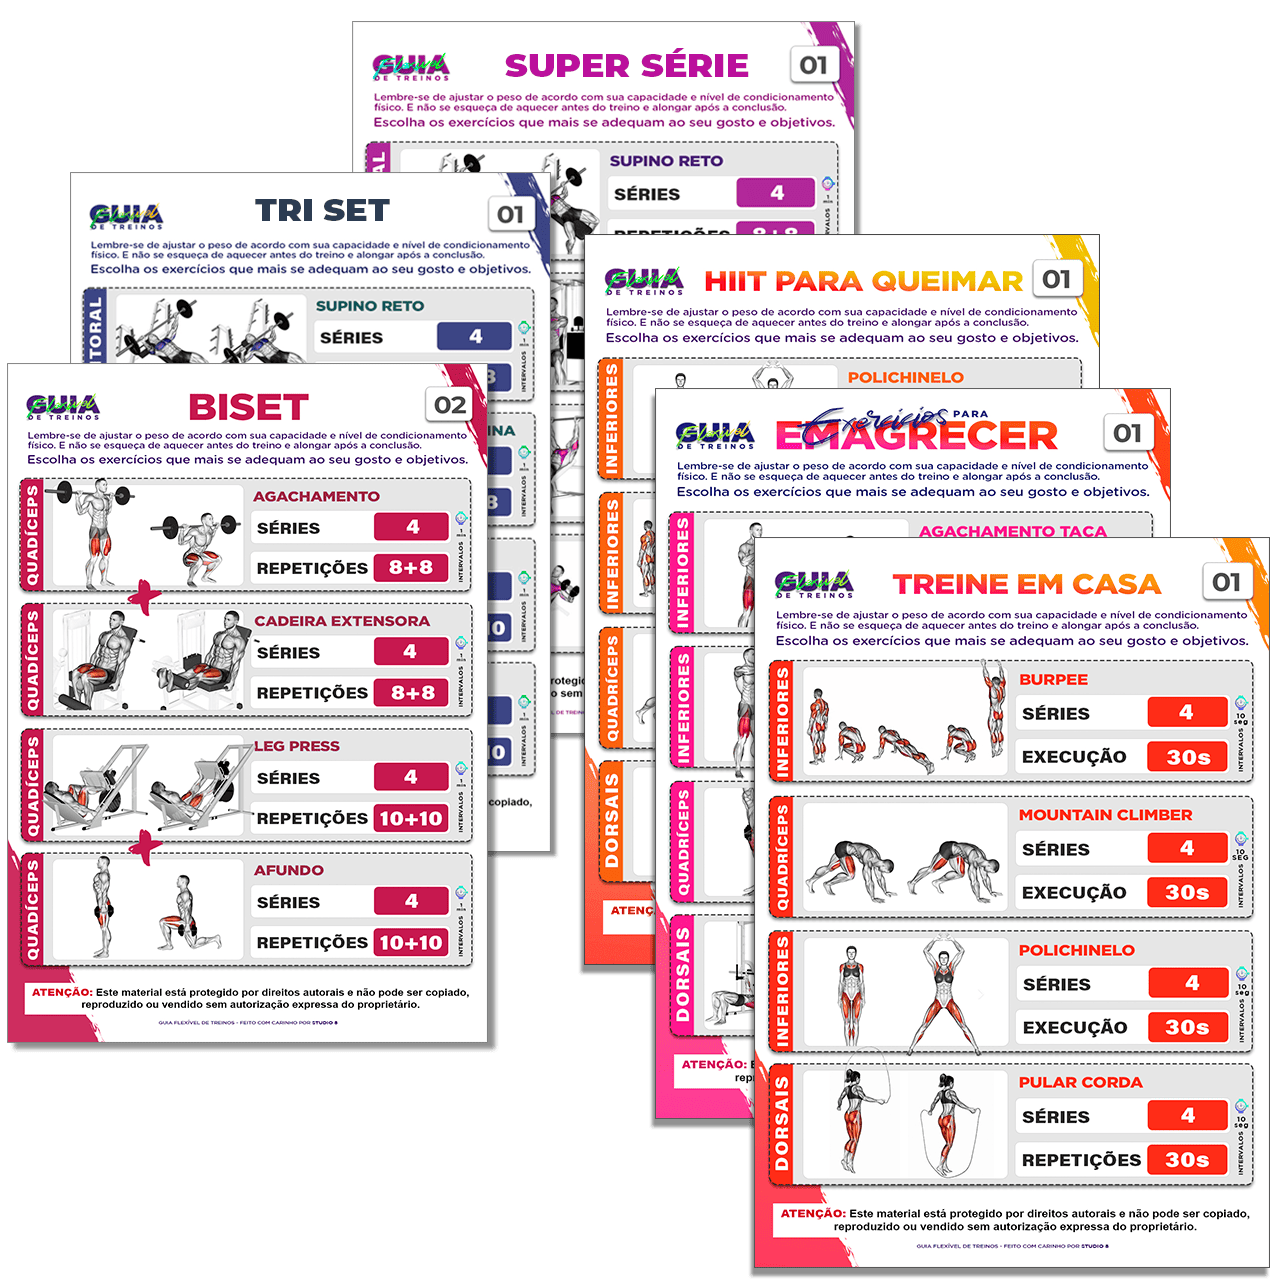 GUIA
Flexível
DE TREINOS
SUPER SÉRIE
01
Lembre-se de ajustar o peso de acordo com sua capacidade e nível de condicionamento
físico. E não se esqueça de aquecer antes do treino e alongar após a conclusão.
Escolha os exercícios que mais se adequam ao seu gosto e objetivos.
SUPINO RETO
SÉRIES 4
REPETIÇÕES 8+8
GUIA
Flexível
DE TREINOS
TRI SET
01
Lembre-se de ajustar o peso de acordo com sua capacidade e nível de condicionamento
físico. E não se esqueça de aquecer antes do treino e alongar após a conclusão.
Escolha os exercícios que mais se adequam ao seu gosto e objetivos.
SUPINO RETO
SÉRIES 4
INTERVALOS
copiado,
GUIA
Flexível
DE TREINOS
HIIT PARA QUEIMAR
01
Lembre-se de ajustar o peso de acordo com sua capacidade e nível de condicionamento
físico. E não se esqueça de aquecer antes do treino e alongar após a conclusão.
Escolha os exercícios que mais se adequam ao seu gosto e objetivos.
INFERIORES
POLICHINELO
INFERIORES
QUADRÍCEPS
DORSAIS
GUIA
Flexível
DE TREINOS
Exercícios PARA
EMAGRECER
01
Lembre-se de ajustar o peso de acordo com sua capacidade e nível de condicionamento
físico. E não se esqueça de aquecer antes do treino e alongar após a conclusão.
Escolha os exercícios que mais se adequam ao seu gosto e objetivos.
INFERIORES
AGACHAMENTO TAÇA
INFERIORES
QUADRÍCEPS
DORSAIS
ATENÇÃO:
GUIA
Flexível
DE TREINOS
BISET
02
Lembre-se de ajustar o peso de acordo com sua capacidade e nível de condicionamento
físico. E não se esqueça de aquecer antes do treino e alongar após a conclusão.
Escolha os exercícios que mais se adequam ao seu gosto e objetivos.
QUADÍCEPS
AGACHAMENTO
SÉRIES 4
REPETIÇÕES 8+8
INTERVALOS
QUADÍCEPS
CADEIRA EXTENSORA
SÉRIES 4
REPETIÇÕES 8+8
INTERVALOS
QUADÍCEPS
LEG PRESS
SÉRIES 4
REPETIÇÕES 10+10
INTERVALOS
QUADÍCEPS
AFUNDO
SÉRIES 4
REPETIÇÕES 10+10
INTERVALOS
ATENÇÃO: Este material está protegido por direitos autorais e não pode ser copiado,
reproduzido ou vendido sem autorização expressa do proprietário.
GUIA FLEXÍVEL DE TREINOS - FEITO COM CARINHO POR STUDIO 8
GUIA
Flexível
DE TREINOS
TREINE EM CASA
01
Lembre-se de ajustar o peso de acordo com sua capacidade e nível de condicionamento
físico. E não se esqueça de aquecer antes do treino e alongar após a conclusão.
Escolha os exercícios que mais se adequam ao seu gosto e objetivos.
INFERIORES
BURPEE
SÉRIES 4
EXECUÇÃO 30s
10 seg
INTERVALOS
QUADRÍCEPS
MOUNTAIN CLIMBER
SÉRIES 4
EXECUÇÃO 30s
10 SEG
INTERVALOS
INFERIORES
POLICHINELO
SÉRIES 4
EXECUÇÃO 30s
10 seg
INTERVALOS
DORSAIS
PULAR CORDA
SÉRIES 4
REPETIÇÕES 30s
10 seg
INTERVALOS
ATENÇÃO: Este material está protegido por direitos autorais e não pode ser copiado,
reproduzido ou vendido sem autorização expressa do proprietário.
GUIA FLEXÍVEL DE TREINOS - FEITO COM CARINHO POR STUDIO 8